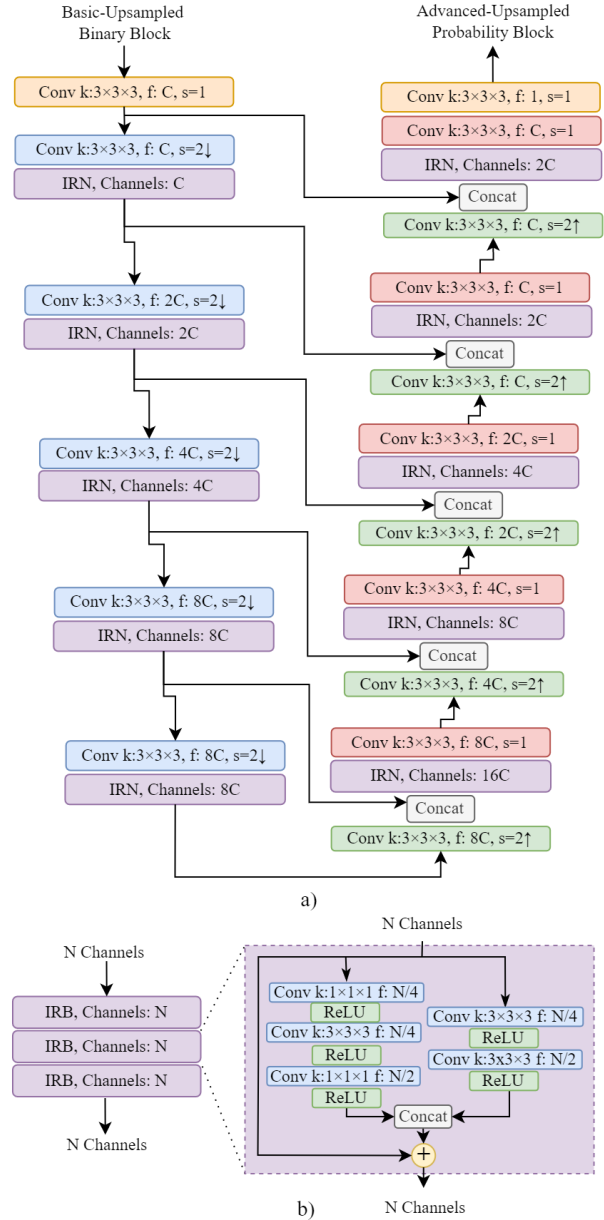 Basic-Upsampled
Binary Block
Conv k:3×3×3, f: C, s=1
Conv k:3×3×3, f: C, s=2↓
IRN, Channels: C
Conv k:3×3×3, f: 2C, s=2↓
IRN, Channels: 2C
Conv k:3×3×3, f: 4C, s=2↓
IRN, Channels: 4C
Conv k:3×3×3, f: 8C, s=2↓
IRN, Channels: 8C
Conv k:3×3×3, f: 8C, s=2↓
IRN, Channels: 8C
Advanced-Upsampled
Probability Block
Conv k:3×3×3, f: 1, s=1
Conv k:3×3×3, f: C, s=1
IRN, Channels: 2C
Concat
Conv k:3×3×3, f: C, s=2↑
Conv k:3×3×3, f: C, s=1
IRN, Channels: 2C
Concat
Conv k:3×3×3, f: C, s=2↑
Conv k:3×3×3, f: 2C, s=1
IRN, Channels: 4C
Concat
Conv k:3×3×3, f: 2C, s=2↑
Conv k:3×3×3, f: 4C, s=1
IRN, Channels: 8C
Concat
Conv k:3×3×3, f: 4C, s=2↑
Conv k:3×3×3, f: 8C, s=1
IRN, Channels: 16C
Concat
Conv k:3×3×3, f: 8C, s=2↑
a)
N Channels
IRB, Channels: N
IRB, Channels: N
IRB, Channels: N
N Channels
N Channels
Conv k:1×1×1 f: N/4
ReLU
Conv k:3×3×3 f: N/4
ReLU
Conv k:1×1×1 f: N/2
ReLU
Conv k:3×3×3 f: N/4
ReLU
Conv k:3x3×3 f: N/2
ReLU
Concat
+
N Channels
b)